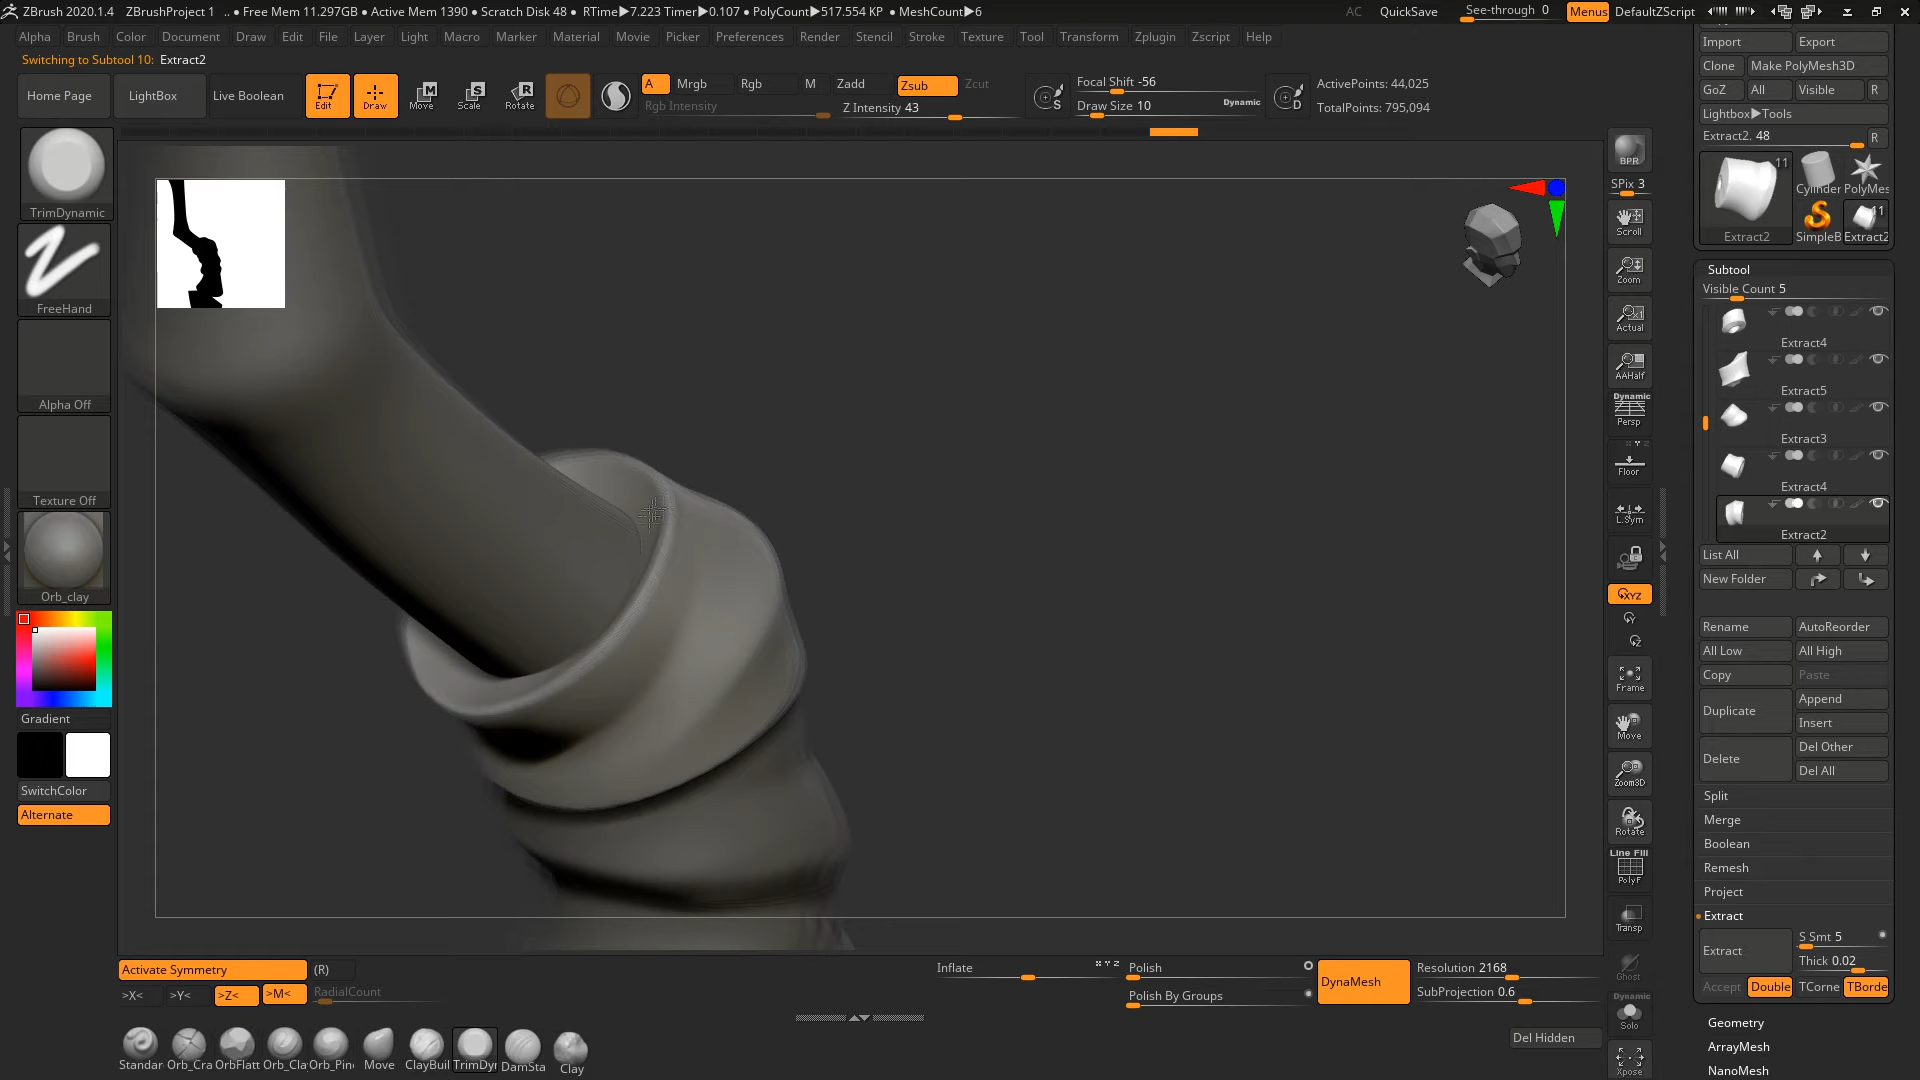 ZBrush 2020.1.4 ZBrushProject 1 .. ● Free Mem 11.297GB ● Active Mem 1390 ● Scratch Disk 48 ● RTime▶7.223 Timer▶0.107 ● PolyCount▶517.554 KP ● MeshCount▶6 AC QuickSave See-through 0 Menus DefaultZScript
Alpha Brush Color Document Draw Edit File Layer Light Macro Marker Material Movie Picker Preferences Render Stencil Stroke Texture Tool Transform Zplugin Zscript Help
Switching to Subtool 10: Extract2
Home Page LightBox Live Boolean Edit Draw Move Scale Rotate
A Mrgb Rgb M Zadd Zsub Zcut
Rgb Intensity Z Intensity 43
Focal Shift -56
Draw Size 10 Dynamic
ActivePoints: 44,025
TotalPoints: 795,094
TrimDynamic
FreeHand
Alpha Off
Texture Off
Orb_clay
Gradient
SwitchColor
Alternate
BPR
SPix 3
Scroll
Zoom
Actual
AAHalf
Dynamic
Persp
Floor
L.Sym
XYZ
Frame
Move
Zoom3D
Rotate
Line Fill
PolyF
Transp
Ghost
Dynamic
Solo
Xpose
Import Export
Clone Make PolyMesh3D
GoZ All Visible R
Lightbox▶Tools
Extract2. 48 R
11
Cylinder PolyMes
11
Extract2 SimpleB Extract2
Subtool
Visible Count 5
Extract4
Extract5
Extract3
Extract4
Extract2
List All
New Folder
Rename AutoReorder
All Low All High
Copy Paste
Duplicate Append
Insert
Delete Del Other
Del All
Split
Merge
Boolean
Remesh
Project
Extract
Extract S Smt 5
Thick 0.02
Accept Double TCorne TBorde
Geometry
ArrayMesh
NanoMesh
Activate Symmetry (R)
>X< >Y< >Z< >M< RadialCount
Inflate Polish
Polish By Groups
DynaMesh Resolution 2168
SubProjection 0.6
Del Hidden
Standar Orb_Cra OrbFlatt Orb_Cla Orb_Pin Move ClayBuil TrimDyn DamSta Clay